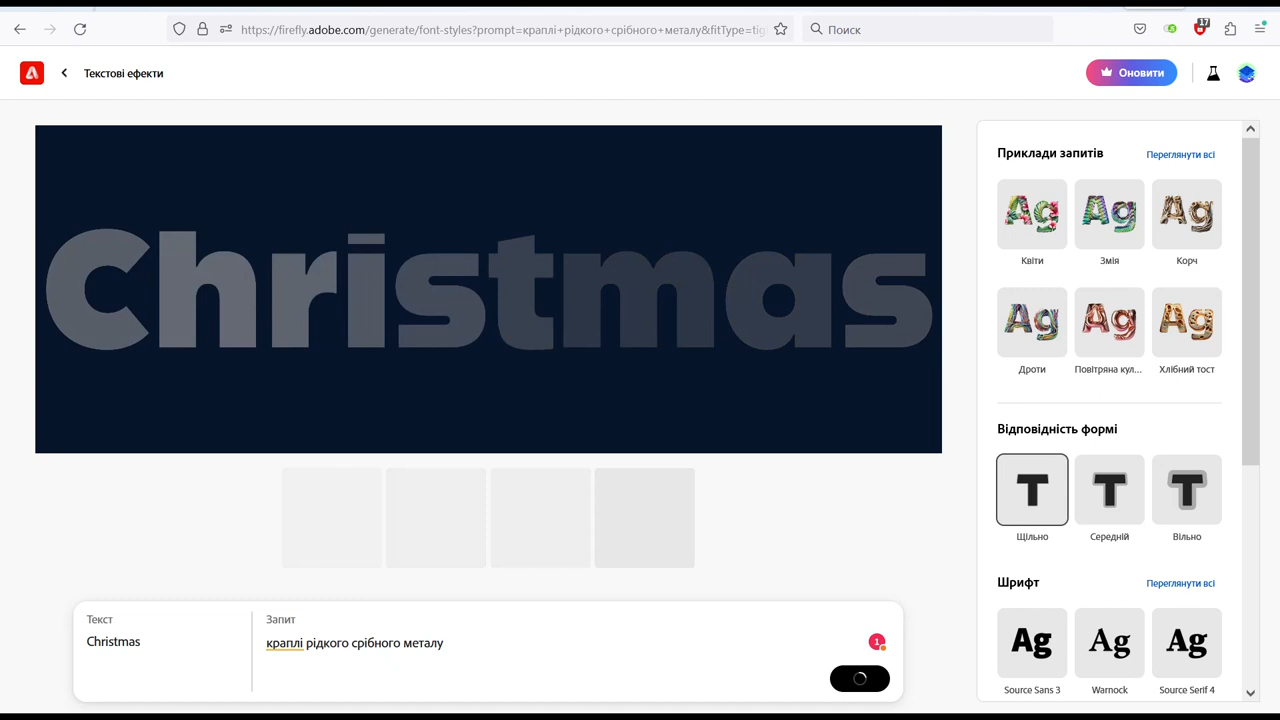 https://firefly.adobe.com/generate/font-styles?prompt=краплі+рідкого+срібного+металу&fitType=tig
Поиск
17
Текстові ефекти
Оновити
Christmas
Приклади запитів
Переглянути всі
Ag Ag Ag
Квіти Змія Корч
Ag Ag Ag
Дроти Повітряна кул... Хлібний тост
Відповідність формі
T T T
Щільно Середній Вільно
Шрифт
Переглянути всі
Ag Ag Ag
Source Sans 3 Warnock Source Serif 4
Текст
Christmas
Запит
краплі рідкого срібного металу
1